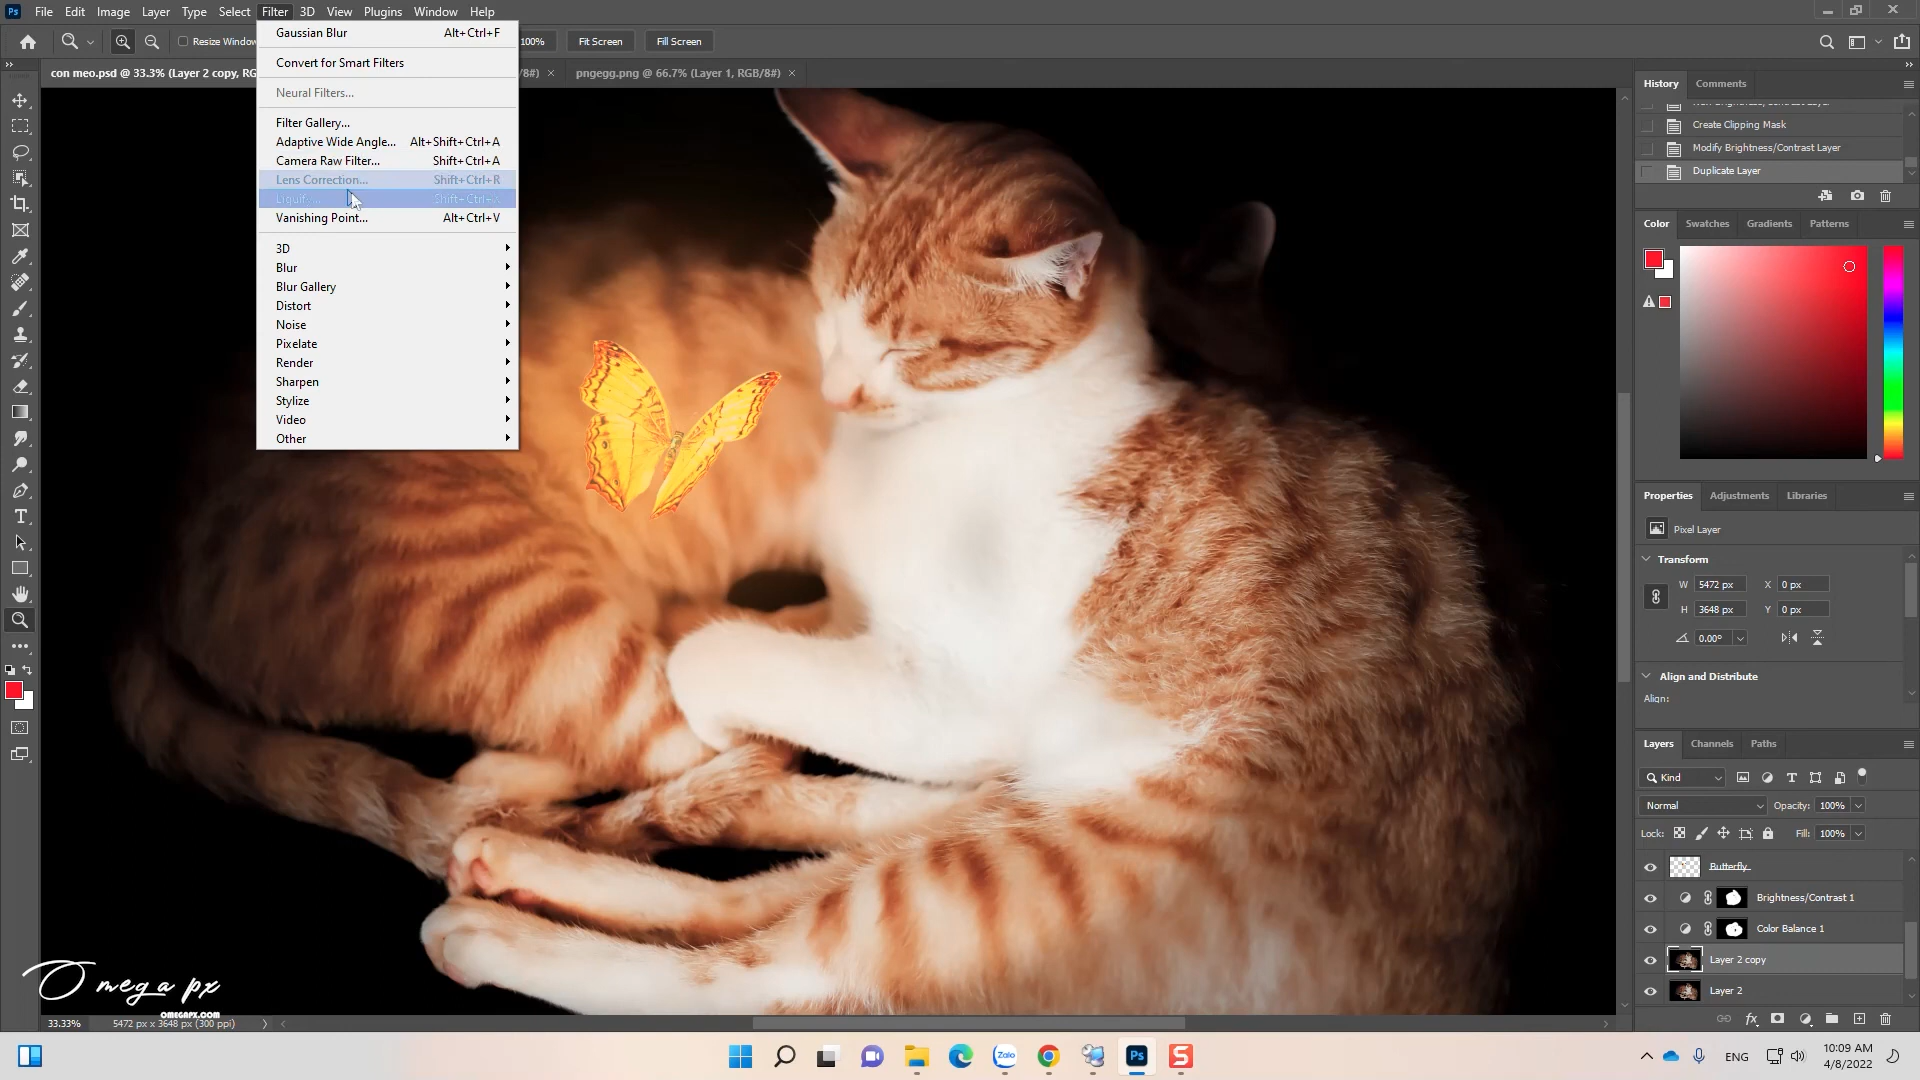 Ps File Edit Image Layer Type Select Filter 3D View Plugins Window Help
Resize Window 100% Fit Screen Fill Screen
con meo.psd @ 33.3% (Layer 2 copy, RG /8#) × pngegg.png @ 66.7% (Layer 1, RGB/8#) ×
Gaussian Blur Alt+Ctrl+F
Convert for Smart Filters
Neural Filters...
Filter Gallery...
Adaptive Wide Angle... Alt+Shift+Ctrl+A
Camera Raw Filter... Shift+Ctrl+A
Lens Correction... Shift+Ctrl+R
Vanishing Point... Alt+Ctrl+V
3D
Blur
Blur Gallery
Distort
Noise
Pixelate
Render
Sharpen
Stylize
Video
Other
History Comments
Create Clipping Mask
Modify Brightness/Contrast Layer
Duplicate Layer
Color Swatches Gradients Patterns
Properties Adjustments Libraries
Pixel Layer
Transform
W 5472 px X 0 px
H 3648 px Y 0 px
0.00°
Align and Distribute
Align:
Layers Channels Paths
Kind
Normal Opacity: 100%
Lock: Fill: 100%
Butterfly
Brightness/Contrast 1
Color Balance 1
Layer 2 copy
Layer 2
Omega px
OMEGAPX.COM
33.33% 5472 px x 3648 px (300 ppi)
Zalo Ps S
ENG
10:09 AM
4/8/2022